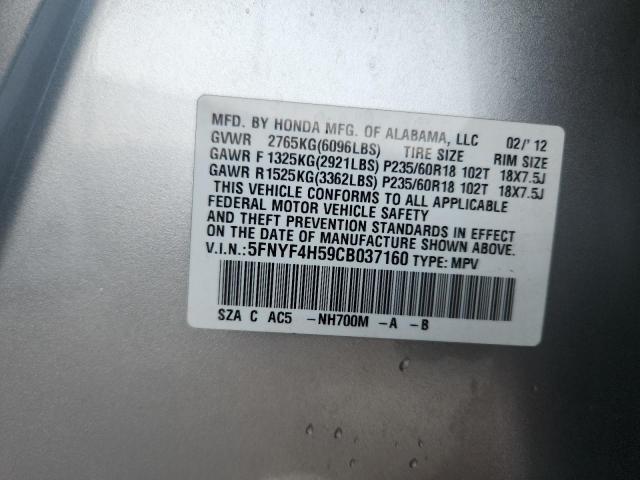 MFD. BY HONDA MFG. OF ALABAMA, LLC 02/'12
GVWR 2765KG(6096LBS) TIRE SIZE RIM SIZE
GAWR F 1325KG(2921LBS) P235/60R18 102T 18X7.5J
GAWR R 1525KG(3362LBS) P235/60R18 102T 18X7.5J
THIS VEHICLE CONFORMS TO ALL APPLICABLE
FEDERAL MOTOR VEHICLE SAFETY
AND THEFT PREVENTION STANDARDS IN EFFECT
ON THE DATE OF MANUFACTURE SHOWN ABOVE.
V.I.N.: 5FNYF4H59CB037160 TYPE: MPV
SZA C AC5 -NH700M -A -B